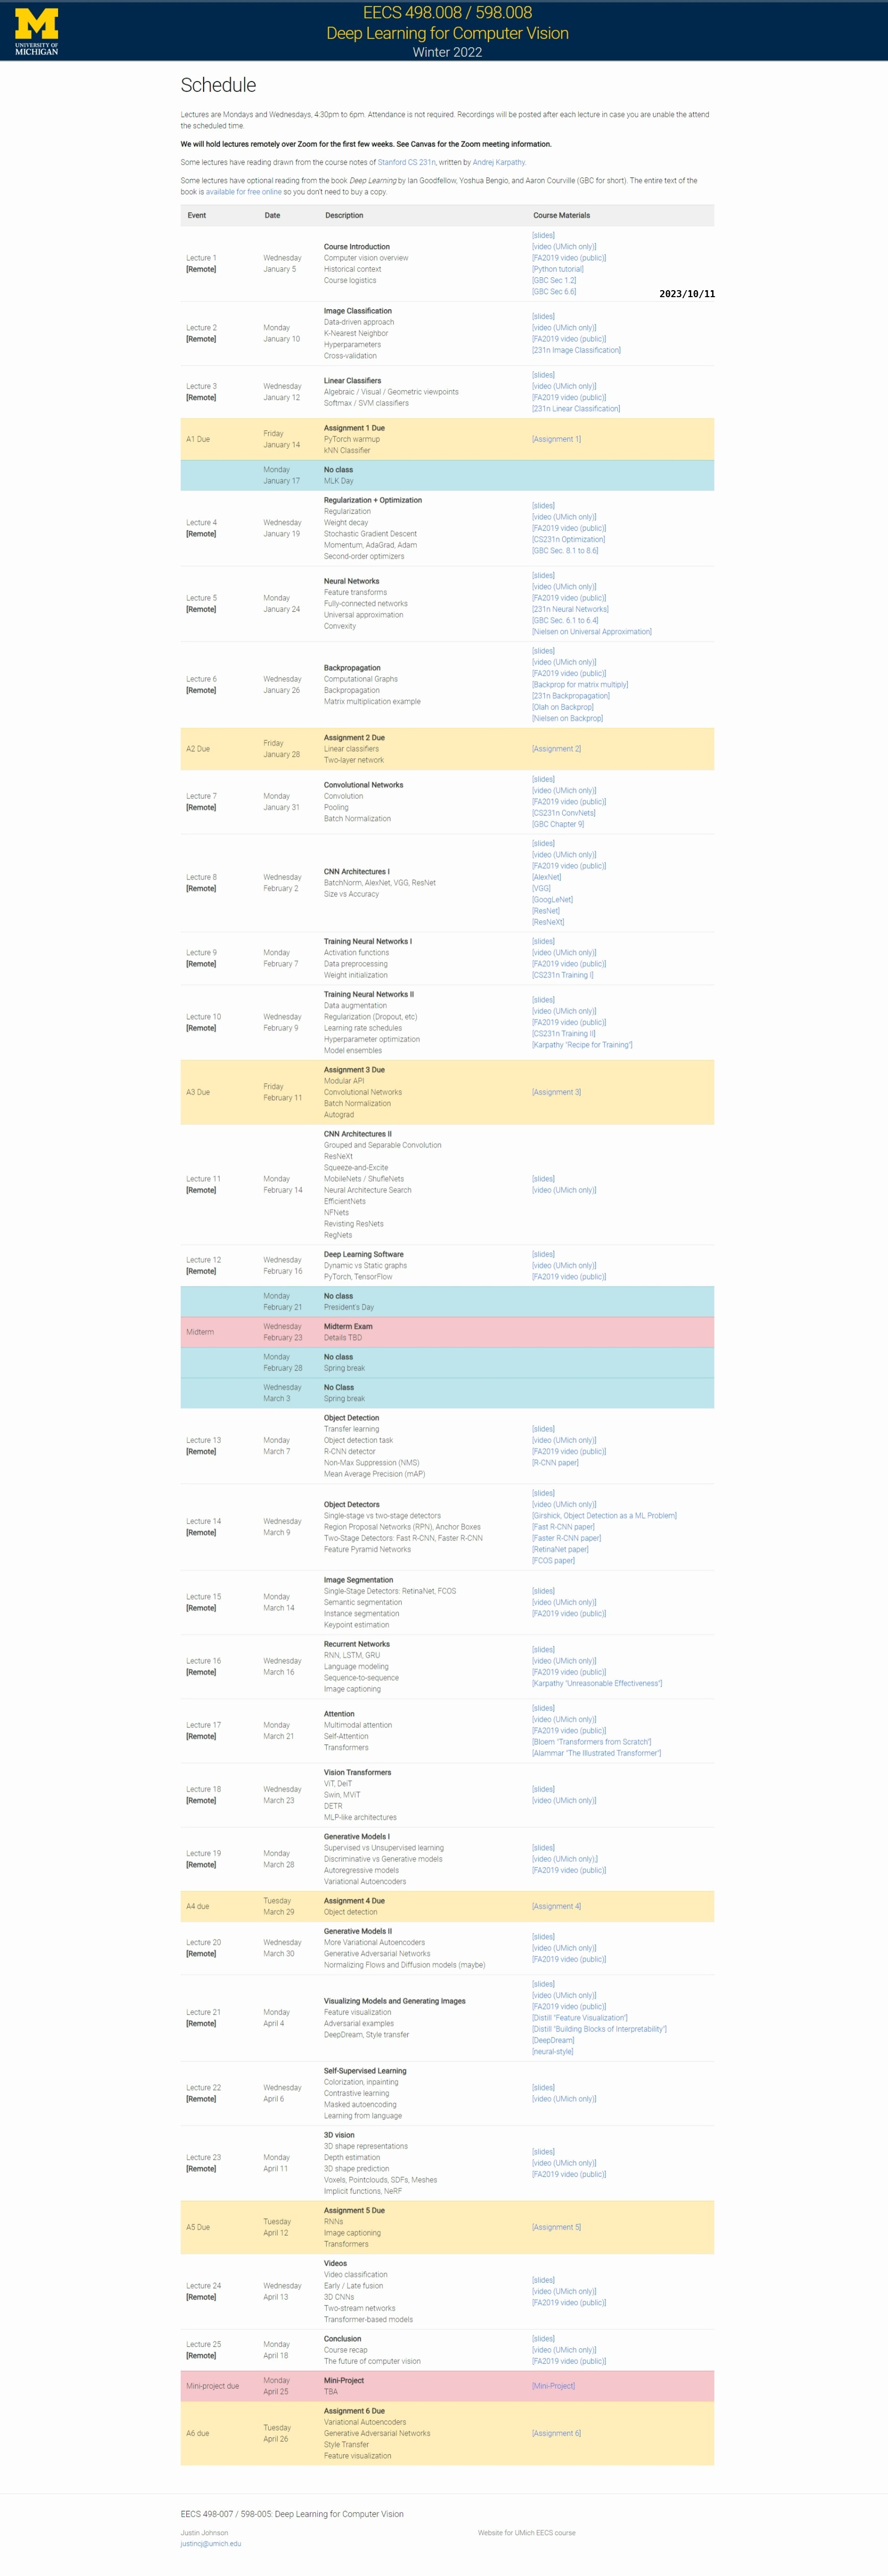 M
UNIVERSITY OF
MICHIGAN
EECS 498.008 / 598.008
Deep Learning for Computer Vision
Winter 2022
Schedule
Lectures are Mondays and Wednesdays, 4:30pm to 6pm. Attendance is not required. Recordings will be posted after each lecture in case you are unable the attend
the scheduled time.
We will hold lectures remotely over Zoom for the first few weeks. See Canvas for the Zoom meeting information.
Some lectures have reading drawn from the course notes of Stanford CS 231n, written by Andrej Karpathy.
Some lectures have optional reading from the book Deep Learning by Ian Goodfellow, Yoshua Bengio, and Aaron Courville (GBC for short). The entire text of the
book is available for free online so you don't need to buy a copy.
Event Date Description Course Materials
Lecture 1
[Remote]
Wednesday
January 5
Course Introduction
Computer vision overview
Historical context
Course logistics
[slides]
[video (UMich only)]
[FA2019 video (public)]
[Python tutorial]
[GBC Sec 1.2]
[GBC Sec 6.6]
2023/10/11
Lecture 2
[Remote]
Monday
January 10
Image Classification
Data-driven approach
K-Nearest Neighbor
Hyperparameters
Cross-validation
[slides]
[video (UMich only)]
[FA2019 video (public)]
[231n Image Classification]
Lecture 3
[Remote]
Wednesday
January 12
Linear Classifiers
Algebraic / Visual / Geometric viewpoints
Softmax / SVM classifiers
[slides]
[video (UMich only)]
[FA2019 video (public)]
[231n Linear Classification]
A1 Due
Friday
January 14
Assignment 1 Due
PyTorch warmup
kNN Classifier
[Assignment 1]
Monday
January 17
No class
MLK Day
Lecture 4
[Remote]
Wednesday
January 19
Regularization + Optimization
Regularization
Weight decay
Stochastic Gradient Descent
Momentum, AdaGrad, Adam
Second-order optimizers
[slides]
[video (UMich only)]
[FA2019 video (public)]
[CS231n Optimization]
[GBC Sec. 8.1 to 8.6]
Lecture 5
[Remote]
Monday
January 24
Neural Networks
Feature transforms
Fully-connected networks
Universal approximation
Convexity
[slides]
[video (UMich only)]
[FA2019 video (public)]
[231n Neural Networks]
[GBC Sec. 6.1 to 6.4]
[Nielsen on Universal Approximation]
Lecture 6
[Remote]
Wednesday
January 26
Backpropagation
Computational Graphs
Backpropagation
Matrix multiplication example
[slides]
[video (UMich only)]
[FA2019 video (public)]
[Backprop for matrix multiply]
[231n Backpropagation]
[Olah on Backprop]
[Nielsen on Backprop]
A2 Due
Friday
January 28
Assignment 2 Due
Linear classifiers
Two-layer network
[Assignment 2]
Lecture 7
[Remote]
Monday
January 31
Convolutional Networks
Convolution
Pooling
Batch Normalization
[slides]
[video (UMich only)]
[FA2019 video (public)]
[CS231n ConvNets]
[GBC Chapter 9]
Lecture 8
[Remote]
Wednesday
February 2
CNN Architectures I
BatchNorm, AlexNet, VGG, ResNet
Size vs Accuracy
[slides]
[video (UMich only)]
[FA2019 video (public)]
[AlexNet]
[VGG]
[GoogLeNet]
[ResNet]
[ResNeXt]
Lecture 9
[Remote]
Monday
February 7
Training Neural Networks I
Activation functions
Data preprocessing
Weight initialization
[slides]
[video (UMich only)]
[FA2019 video (public)]
[CS231n Training I]
Lecture 10
[Remote]
Wednesday
February 9
Training Neural Networks II
Data augmentation
Regularization (Dropout, etc)
Learning rate schedules
Hyperparameter optimization
Model ensembles
[slides]
[video (UMich only)]
[FA2019 video (public)]
[CS231n Training II]
[Karpathy "Recipe for Training"]
A3 Due
Friday
February 11
Assignment 3 Due
Modular API
Convolutional Networks
Batch Normalization
Autograd
[Assignment 3]
Lecture 11
[Remote]
Monday
February 14
CNN Architectures II
Grouped and Separable Convolution
ResNeXt
Squeeze-and-Excite
MobileNets / ShufleNets
Neural Architecture Search
EfficientNets
NFNets
Revisting ResNets
RegNets
[slides]
[video (UMich only)]
Lecture 12
[Remote]
Wednesday
February 16
Deep Learning Software
Dynamic vs Static graphs
PyTorch, TensorFlow
[slides]
[video (UMich only)]
[FA2019 video (public)]
Monday
February 21
No class
President's Day
Midterm
Wednesday
February 23
Midterm Exam
Details TBD
Monday
February 28
No class
Spring break
Wednesday
March 3
No Class
Spring break
Lecture 13
[Remote]
Monday
March 7
Object Detection
Transfer learning
Object detection task
R-CNN detector
Non-Max Suppression (NMS)
Mean Average Precision (mAP)
[slides]
[video (UMich only)]
[FA2019 video (public)]
[R-CNN paper]
Lecture 14
[Remote]
Wednesday
March 9
Object Detectors
Single-stage vs two-stage detectors
Region Proposal Networks (RPN), Anchor Boxes
Two-Stage Detectors: Fast R-CNN, Faster R-CNN
Feature Pyramid Networks
[slides]
[video (UMich only)]
[Girshick, Object Detection as a ML Problem]
[Fast R-CNN paper]
[Faster R-CNN paper]
[RetinaNet paper]
[FCOS paper]
Lecture 15
[Remote]
Monday
March 14
Image Segmentation
Single-Stage Detectors: RetinaNet, FCOS
Semantic segmentation
Instance segmentation
Keypoint estimation
[slides]
[video (UMich only)]
[FA2019 video (public)]
Lecture 16
[Remote]
Wednesday
March 16
Recurrent Networks
RNN, LSTM, GRU
Language modeling
Sequence-to-sequence
Image captioning
[slides]
[video (UMich only)]
[FA2019 video (public)]
[Karpathy "Unreasonable Effectiveness"]
Lecture 17
[Remote]
Monday
March 21
Attention
Multimodal attention
Self-Attention
Transformers
[slides]
[video (UMich only)]
[FA2019 video (public)]
[Bloem "Transformers from Scratch"]
[Alammar "The Illustrated Transformer"]
Lecture 18
[Remote]
Wednesday
March 23
Vision Transformers
ViT, DeiT
Swin, MViT
DETR
MLP-like architectures
[slides]
[video (UMich only)]
Lecture 19
[Remote]
Monday
March 28
Generative Models I
Supervised vs Unsupervised learning
Discriminative vs Generative models
Autoregressive models
Variational Autoencoders
[slides]
[video (UMich only),]
[FA2019 video (public)]
A4 due
Tuesday
March 29
Assignment 4 Due
Object detection
[Assignment 4]
Lecture 20
[Remote]
Wednesday
March 30
Generative Models II
More Variational Autoencoders
Generative Adversarial Networks
Normalizing Flows and Diffusion models (maybe)
[slides]
[video (UMich only)]
[FA2019 video (public)]
Lecture 21
[Remote]
Monday
April 4
Visualizing Models and Generating Images
Feature visualization
Adversarial examples
DeepDream, Style transfer
[slides]
[video (UMich only)]
[FA2019 video (public)]
[Distill "Feature Visualization"]
[Distill "Building Blocks of Interpretability"]
[DeepDream]
[neural-style]
Lecture 22
[Remote]
Wednesday
April 6
Self-Supervised Learning
Colorization, inpainting
Contrastive learning
Masked autoencoding
Learning from language
[slides]
[video (UMich only)]
Lecture 23
[Remote]
Monday
April 11
3D vision
3D shape representations
Depth estimation
3D shape prediction
Voxels, Pointclouds, SDFs, Meshes
Implicit functions, NeRF
[slides]
[video (UMich only)]
[FA2019 video (public)]
A5 Due
Tuesday
April 12
Assignment 5 Due
RNNs
Image captioning
Transformers
[Assignment 5]
Lecture 24
[Remote]
Wednesday
April 13
Videos
Video classification
Early / Late fusion
3D CNNs
Two-stream networks
Transformer-based models
[slides]
[video (UMich only)]
[FA2019 video (public)]
Lecture 25
[Remote]
Monday
April 18
Conclusion
Course recap
The future of computer vision
[slides]
[video (UMich only)]
[FA2019 video (public)]
Mini-project due
Monday
April 25
Mini-Project
TBA
[Mini-Project]
A6 due
Tuesday
April 26
Assignment 6 Due
Variational Autoencoders
Generative Adversarial Networks
Style Transfer
Feature visualization
[Assignment 6]
EECS 498-007 / 598-005: Deep Learning for Computer Vision
Justin Johnson
justincj@umich.edu
Website for UMich EECS course